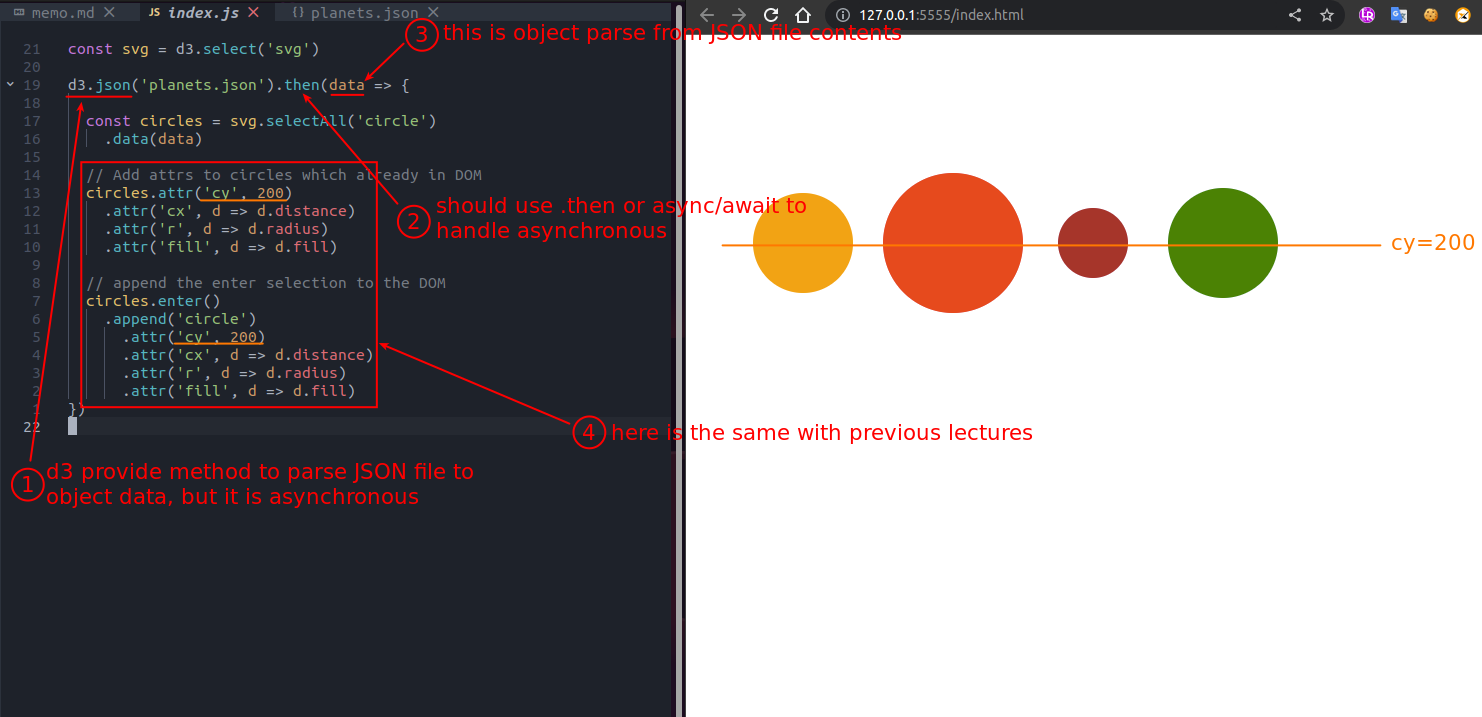 memo.md
JS index.js
{} planets.json
127.0.0.1:5555/index.html
21 const svg = d3.select('svg')
20
19 d3.json('planets.json').then(data => {
18
17 const circles = svg.selectAll('circle')
16 .data(data)
15
14 // Add attrs to circles which already in DOM
13 circles.attr('cy', 200)
12 .attr('cx', d => d.distance)
11 .attr('r', d => d.radius)
10 .attr('fill', d => d.fill)
9
8 // append the enter selection to the DOM
7 circles.enter()
6 .append('circle')
5 .attr('cy', 200)
4 .attr('cx', d => d.distance)
3 .attr('r', d => d.radius)
2 .attr('fill', d => d.fill)
1 })
22
3 this is object parse from JSON file contents
2 should use .then or async/await to
handle asynchronous
cy=200
4 here is the same with previous lectures
1 d3 provide method to parse JSON file to
object data, but it is asynchronous